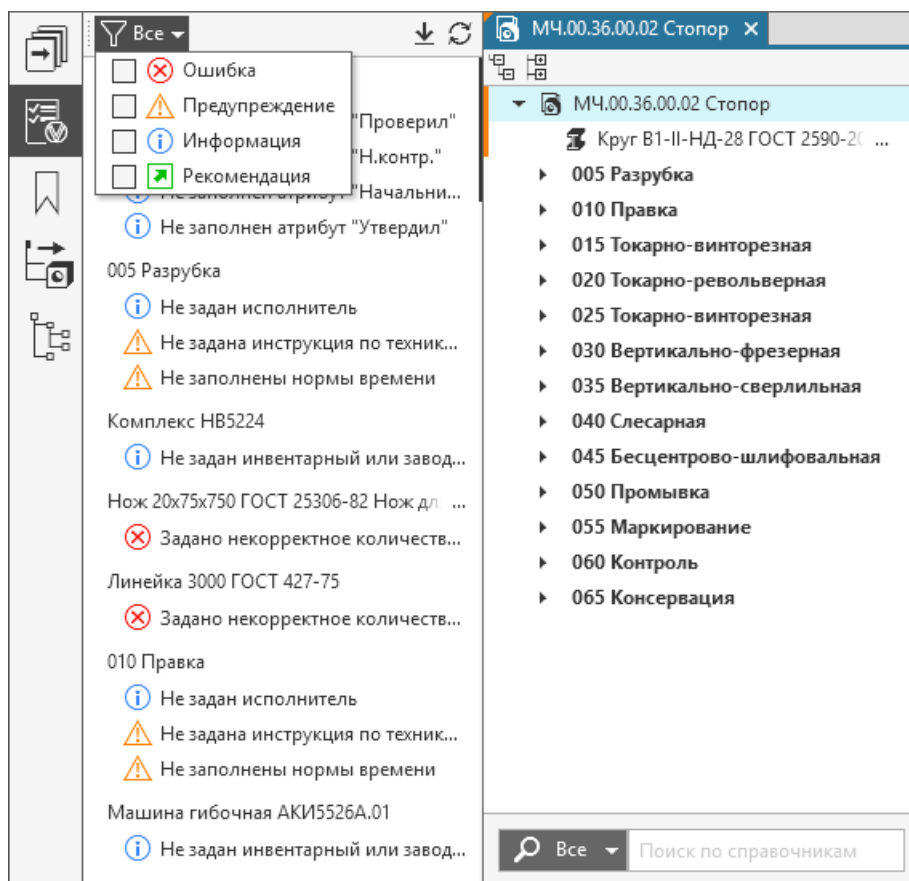 Все
Ошибка
Предупреждение
Информация
Рекомендация
"Проверил"
"Н.контр."
Не заполнен атрибут "Начальни...
Не заполнен атрибут "Утвердил"
005 Разрубка
Не задан исполнитель
Не задана инструкция по техник...
Не заполнены нормы времени
Комплекс НВ5224
Не задан инвентарный или завод...
Нож 20х75х750 ГОСТ 25306-82 Нож дл ...
Задано некорректное количеств...
Линейка 3000 ГОСТ 427-75
Задано некорректное количеств...
010 Правка
Не задан исполнитель
Не задана инструкция по техник...
Не заполнены нормы времени
Машина гибочная АКИ5526А.01
Не задан инвентарный или завод...
МЧ.00.36.00.02 Стопор
МЧ.00.36.00.02 Стопор
Круг В1-II-НД-28 ГОСТ 2590-20 ...
005 Разрубка
010 Правка
015 Токарно-винторезная
020 Токарно-револьверная
025 Токарно-винторезная
030 Вертикально-фрезерная
035 Вертикально-сверлильная
040 Слесарная
045 Бесцентрово-шлифовальная
050 Промывка
055 Маркирование
060 Контроль
065 Консервация
Все
Поиск по справочникам